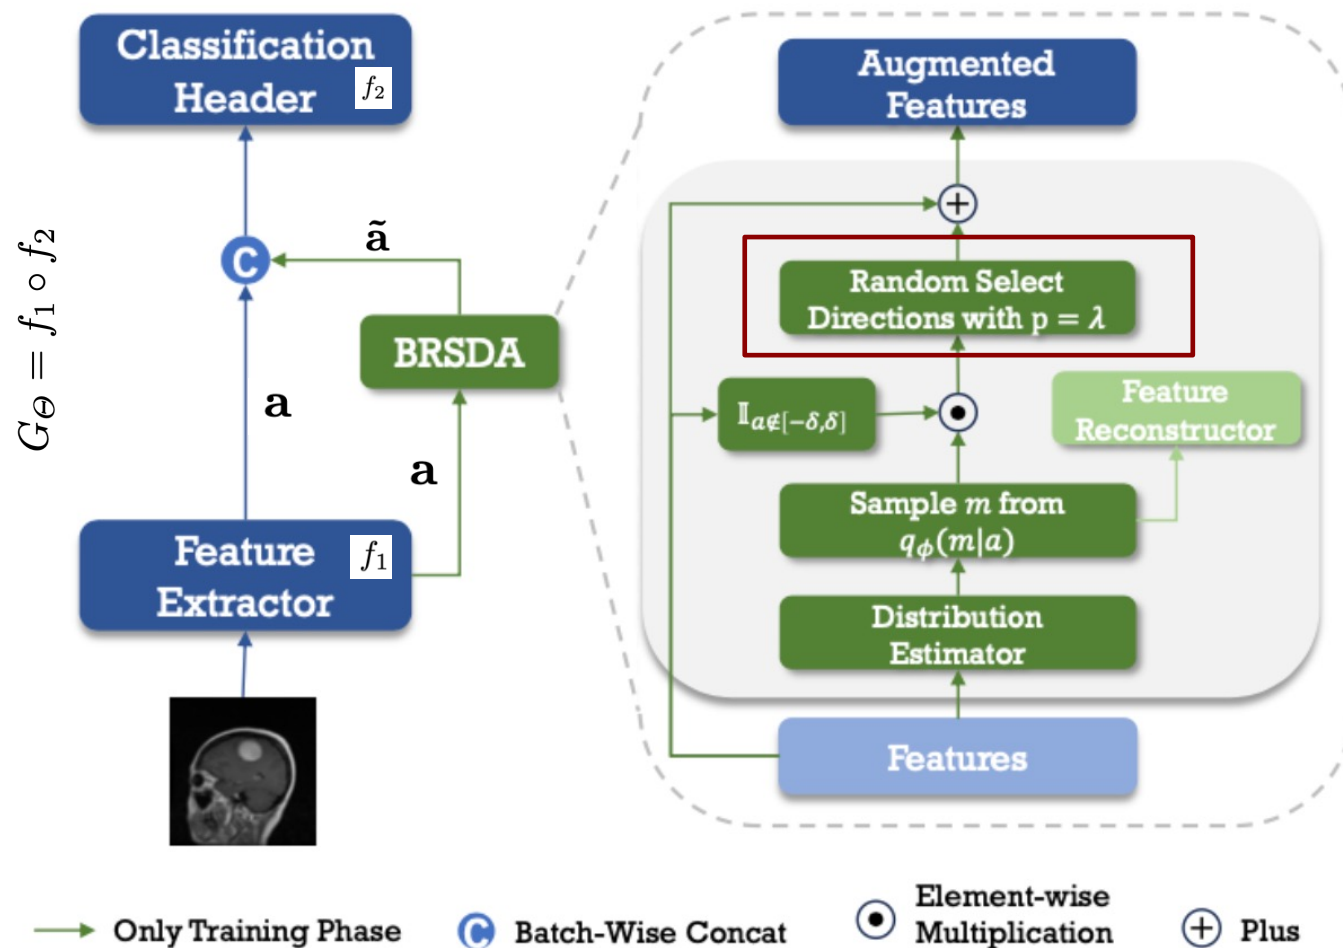 Classification
Header
f₂
G_Θ = f₁ ∘ f₂
C
ã
BRSDA
a
a
Feature
Extractor
f₁
Augmented
Features
+
Random Select
Directions with p = λ
𝕀a∉[−δ,δ]
Feature
Reconstructor
Sample m from
qϕ(m|a)
Distribution
Estimator
Features
Only Training Phase
C Batch-Wise Concat
Element-wise
Multiplication
+ Plus